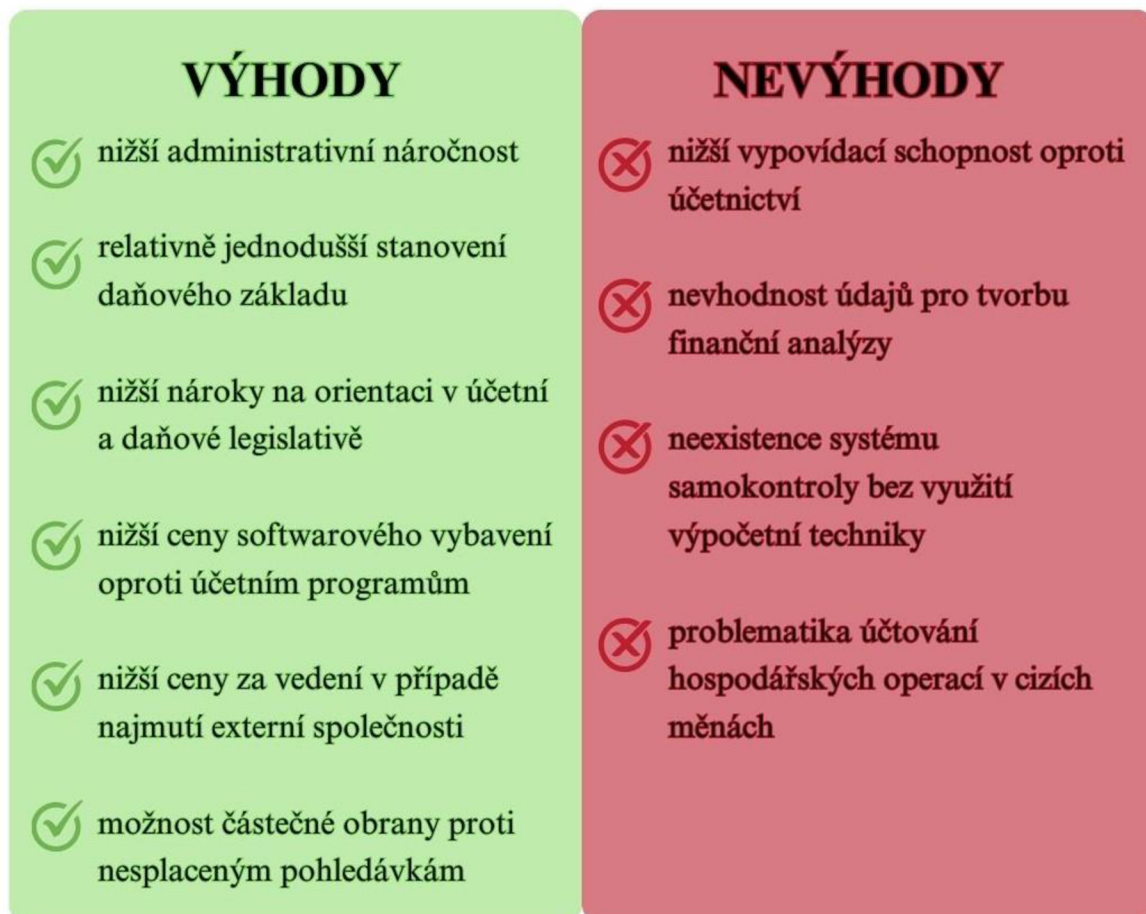 VÝHODY
nižší administrativní náročnost
relativně jednodušší stanovení
daňového základu
nižší nároky na orientaci v účetní
a daňové legislativě
nižší ceny softwarového vybavení
oproti účetním programům
nižší ceny za vedení v případě
najmutí externí společnosti
možnost částečné obrany proti
nesplaceným pohledávkám
NEVÝHODY
nižší vypovídací schopnost oproti
účetnictví
nevhodnost údajů pro tvorbu
finanční analýzy
neexistence systému
samokontroly bez využití
výpočetní techniky
problematika účtování
hospodářských operací v cizích
měnách